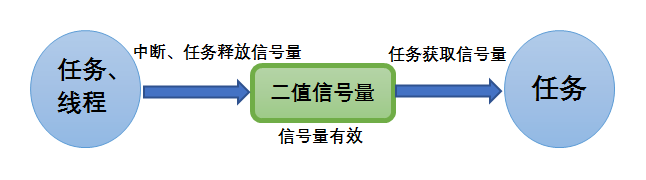 中断、任务释放信号量
任务获取信号量
任务、
线程
二值信号量
任务
信号量有效